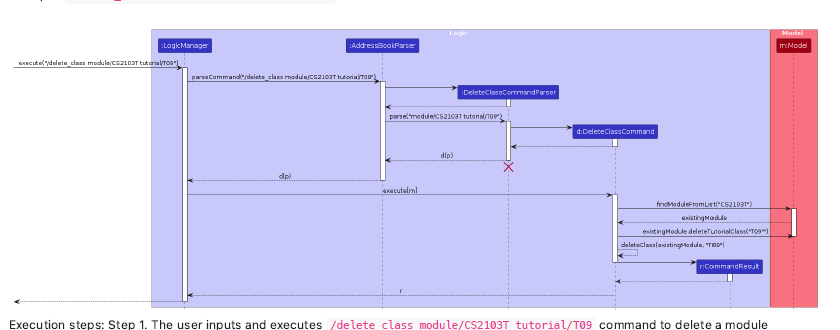 Logic
Model
:LogicManager
:AddressBookParser
m:Model
execute("/delete_class module/CS2103T tutorial/T09")
parseCommand("/delete_class module/CS2103T tutorial/T09")
:DeleteClassCommandParser
parse("module/CS2103T tutorial/T09")
d:DeleteClassCommand
d(p)
d(p)
execute(m)
findModuleFromList("CS2103T")
existingModule
existingModule.deleteTutorialClass("T09"")
deleteClass(existingModule, "T09")
r:CommandResult
r
Execution steps: Step 1. The user inputs and executes /delete_class module/CS2103T tutorial/T09 command to delete a module